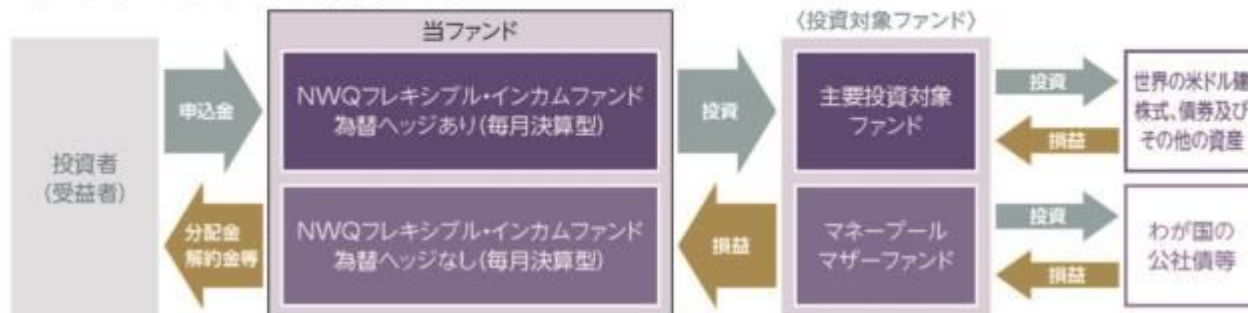 〈投資対象ファンド〉
当ファンド
投資者
(受益者)
申込金
分配金
解約金等
NWQフレキシブル・インカムファンド
為替ヘッジあり(毎月決算型)
NWQフレキシブル・インカムファンド
為替ヘッジなし(毎月決算型)
投資
損益
主要投資対象
ファンド
マネープール
マザーファンド
投資
損益
世界の米ドル建
株式、債券及び
その他の資産
投資
損益
わが国の
公社債等